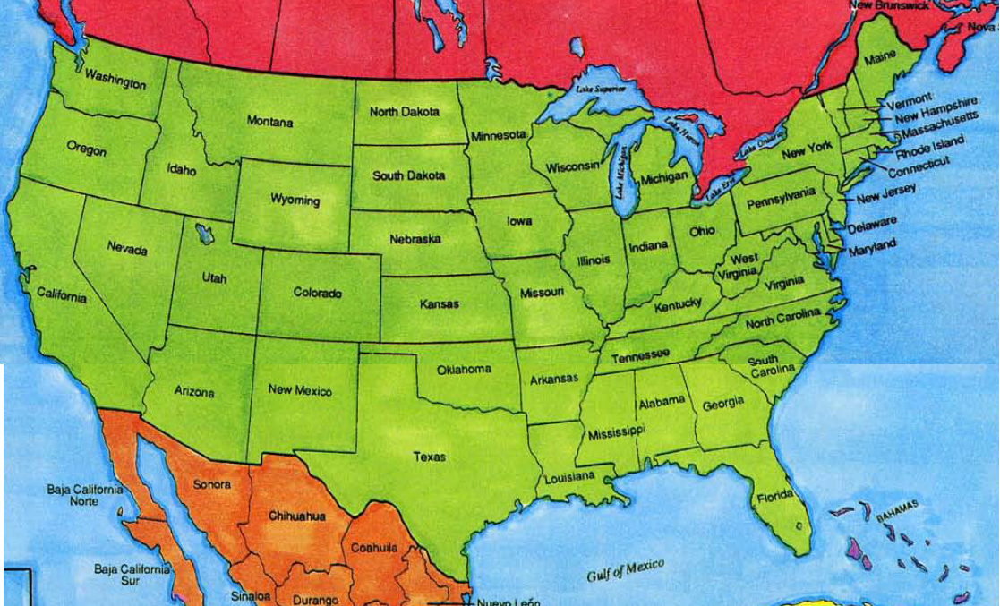 New Brunswick
Nova
Maine
Washington
Lake Superior
Vermont
North Dakota
Montana
New Hampshire
Minnesota
Massachusetts
Lake Huron
Lake Ontario
Oregon
New York
Rhode Island
Idaho
Wisconsin
Connecticut
South Dakota
Michigan
Lake Michigan
Lake Erie
Wyoming
Pennsylvania
New Jersey
Iowa
Delaware
Ohio
Nebraska
Indiana
Maryland
Nevada
Illinois
West
Virginia
Utah
Virginia
California
Colorado
Missouri
Kansas
Kentucky
North Carolina
Tennessee
South
Carolina
Oklahoma
Arkansas
Arizona
New Mexico
Alabama
Georgia
Mississippi
Texas
Louisiana
Sonora
Baja California
Norte
Florida
Chihuahua
BAHAMAS
Coahuila
Gulf of Mexico
Baja California
Sur
Sinaloa
Durango
Nuevo León